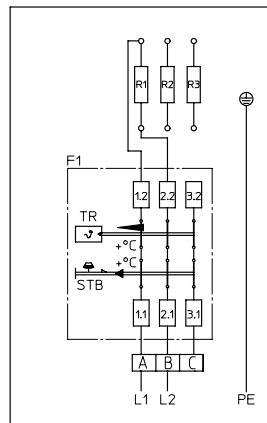 R1 R2 R3
F1
1.2 2.2 3.2
TR
+°C
+°C
STB
1.1 2.1 3.1
A B C
L1 L2 PE